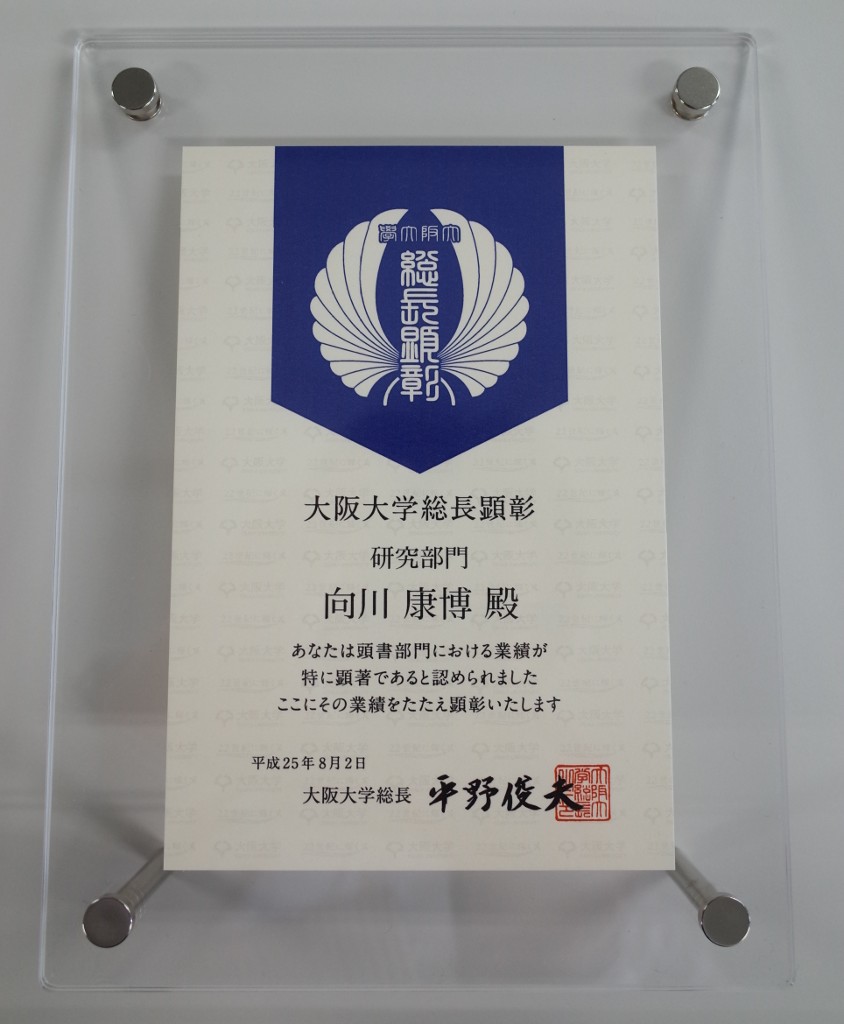 大阪大學
総長顕彰
大阪大学総長顕彰
研究部門
向川 康博 殿
あなたは頭書部門における業績が
特に顕著であると認められました
ここにその業績をたたえ顕彰いたします
平成25年8月2日
大阪大学総長 平野俊夫